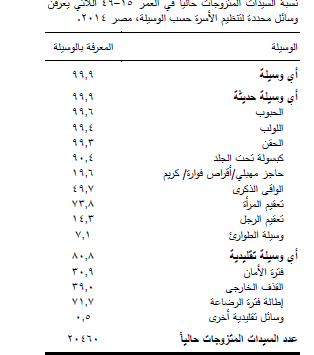 نسبة السيدات المتزوجات حالياً في العمر ١٥-٤٩ اللاتي يعرفن
وسائل محددة لتنظيم الأسرة حسب الوسيلة، مصر ٢٠١٤.
الوسيلة المعرفة بالوسيلة
أي وسيلة ٩٩,٩
أي وسيلة حديثة ٩٩,٩
الحبوب ٩٩,٦
اللولب ٩٩,٤
الحقن ٩٩,٣
كبسولة تحت الجلد ٩٠,٤
حاجز مهبلي/أقراص فوارة/ كريم ١٩,٦
الواقى الذكرى ٤٩,٧
تعقيم المرأة ٧٣,٨
تعقيم الرجل ١٤,٣
وسيلة الطوارئ ٧,١
أي وسيلة تقليدية ٨٠,٨
فترة الأمان ٣٠,٩
القذف الخارجى ٣٩,٠
إطالة فترة الرضاعة ٧١,٧
وسائل تقليدية أخرى ٠,٥
عدد السيدات المتزوجات حالياً ٢٠٤٦٠